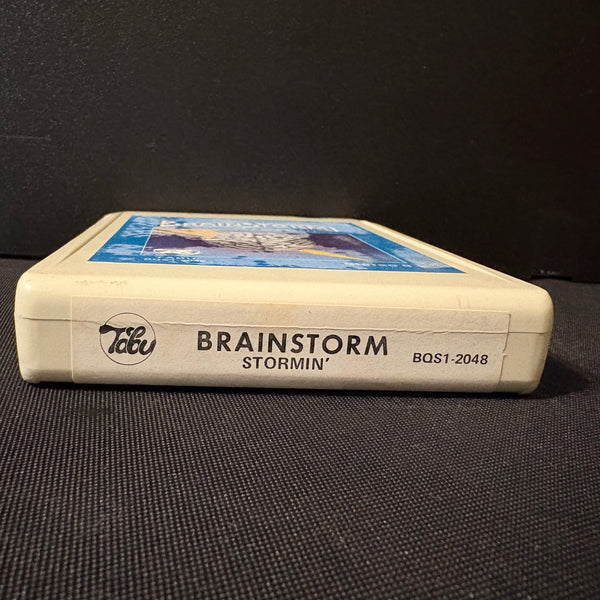 Tabu
BRAINSTORM
STORMIN'
BQS1-2048